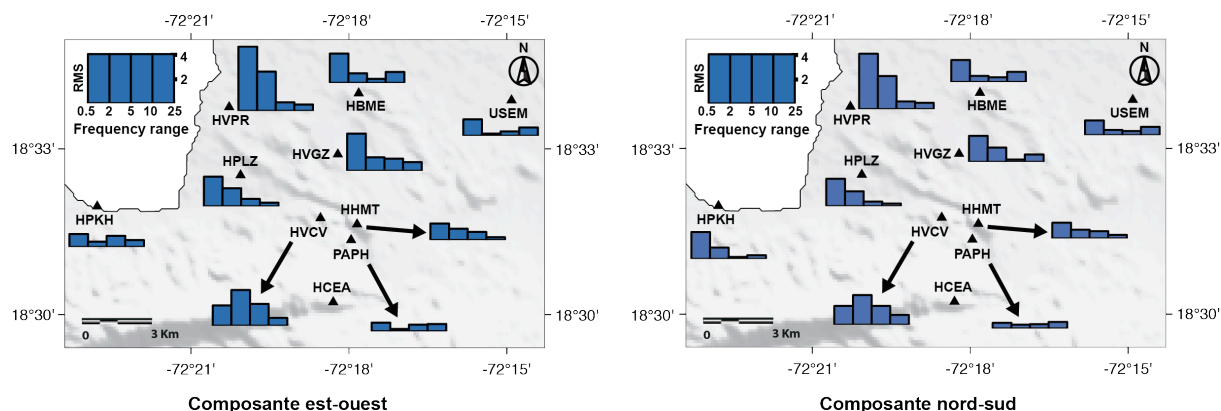 -72°21' -72°18' -72°15'
RMS 4
2
0.5 2 5 10 25
Frequency range
N
HVPR
HBME
USEM
18°33'
HVGZ
HPLZ
HPKH
HHMT
HVCV
PAPH
HCEA
18°30'
0 3 Km
-72°21' -72°18' -72°15'
Composante est-ouest
-72°21' -72°18' -72°15'
RMS 4
2
0.5 2 5 10 25
Frequency range
N
HVPR
HBME
USEM
18°33' 18°33'
HVGZ
HPLZ
HPKH
HHMT
HVCV
PAPH
HCEA
18°30' 18°30'
0 3 Km
-72°21' -72°18' -72°15'
Composante nord-sud